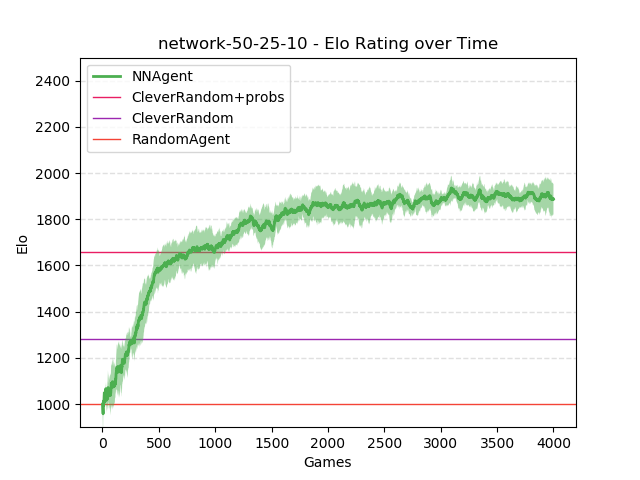 network-50-25-10 - Elo Rating over Time
NNAgent
CleverRandom+probs
CleverRandom
RandomAgent
Elo
2400
2200
2000
1800
1600
1400
1200
1000
0 500 1000 1500 2000 2500 3000 3500 4000
Games